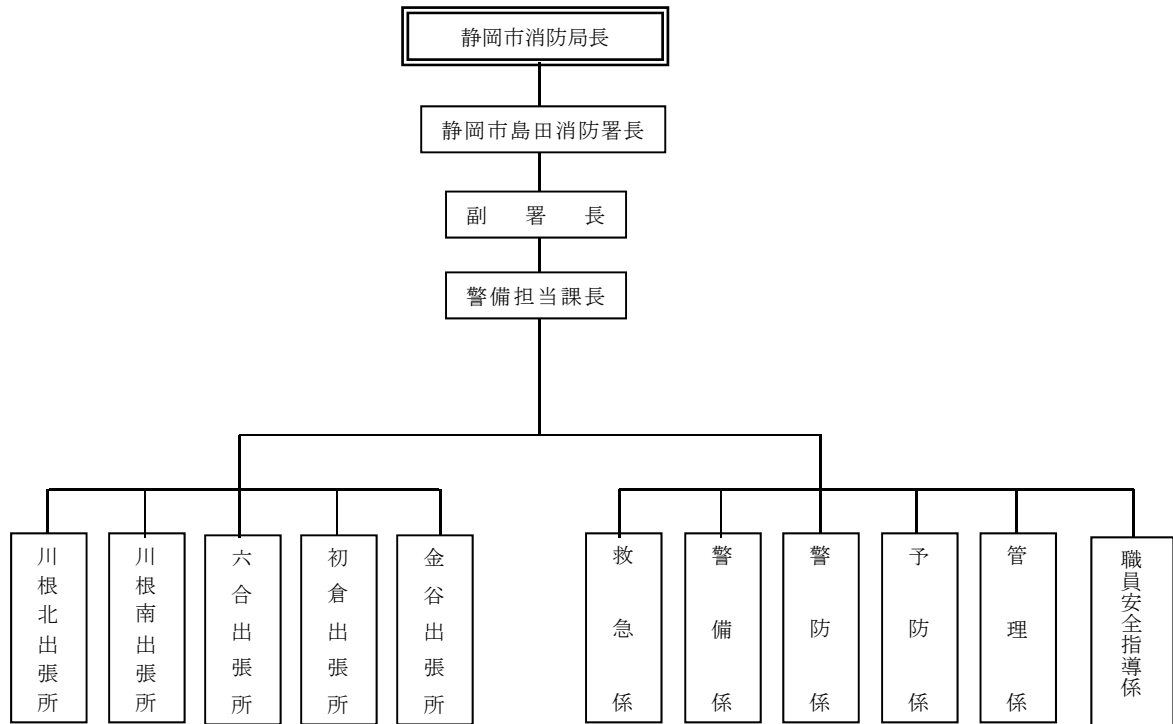 静岡市消防局長
静岡市島田消防署長
副署長
警備担当課長
川根北出張所
川根南出張所
六合出張所
初倉出張所
金谷出張所
救急係
警備係
警防係
予防係
管理係
職員安全指導係